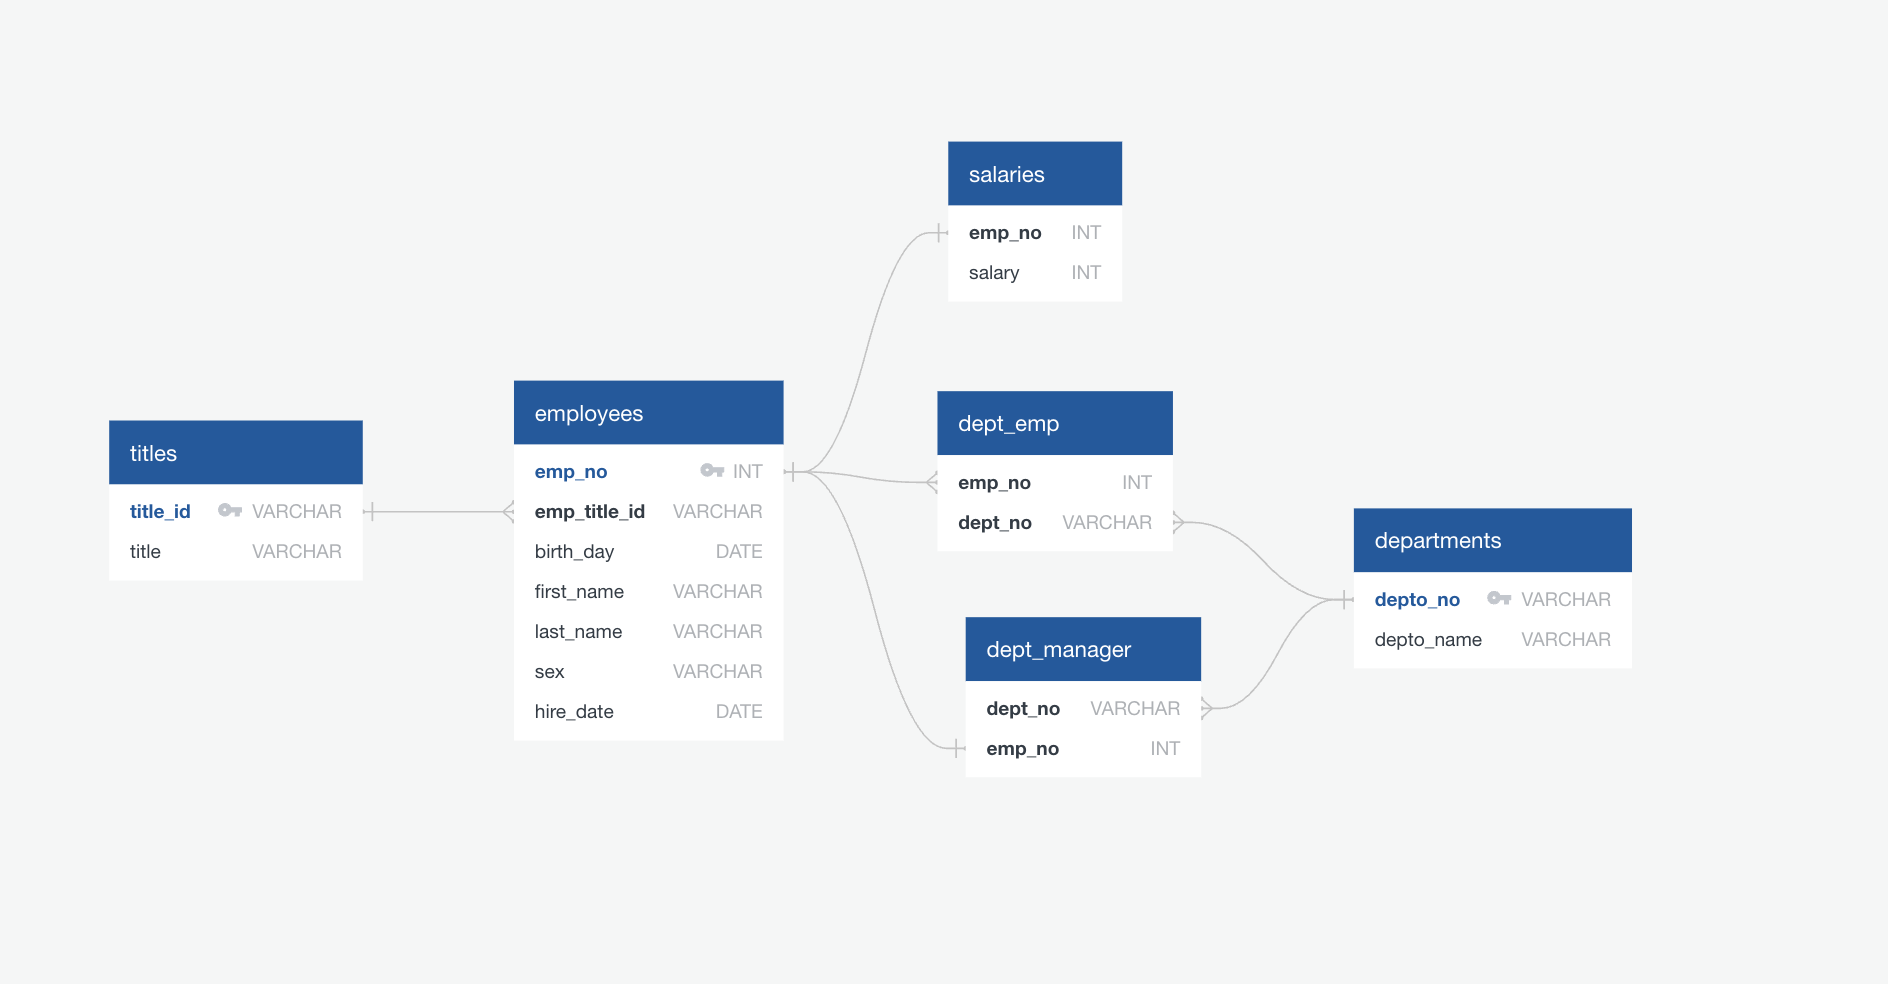 titles
title_id VARCHAR
title VARCHAR
employees
emp_no INT
emp_title_id VARCHAR
birth_day DATE
first_name VARCHAR
last_name VARCHAR
sex VARCHAR
hire_date DATE
salaries
emp_no INT
salary INT
dept_emp
emp_no INT
dept_no VARCHAR
dept_manager
dept_no VARCHAR
emp_no INT
departments
depto_no VARCHAR
depto_name VARCHAR